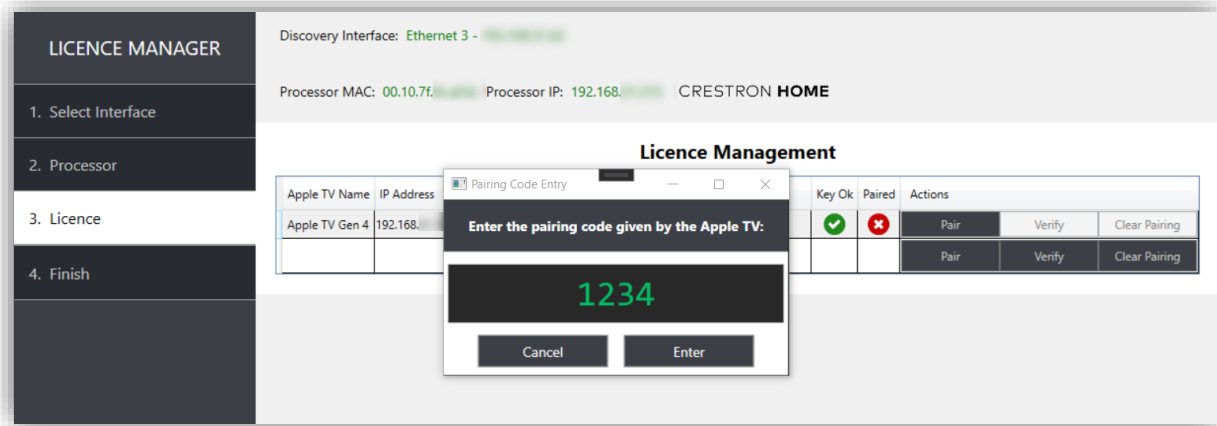 LICENCE MANAGER
1. Select Interface
2. Processor
3. Licence
4. Finish
Discovery Interface: Ethernet 3 -
Processor MAC: 00.10.7f. Processor IP: 192.168. CRESTRON HOME
Licence Management
Apple TV Name IP Address Key Ok Paired Actions
Apple TV Gen 4 192.168. Pair Verify Clear Pairing
Pair Verify Clear Pairing
Pairing Code Entry
Enter the pairing code given by the Apple TV:
1234
Cancel Enter